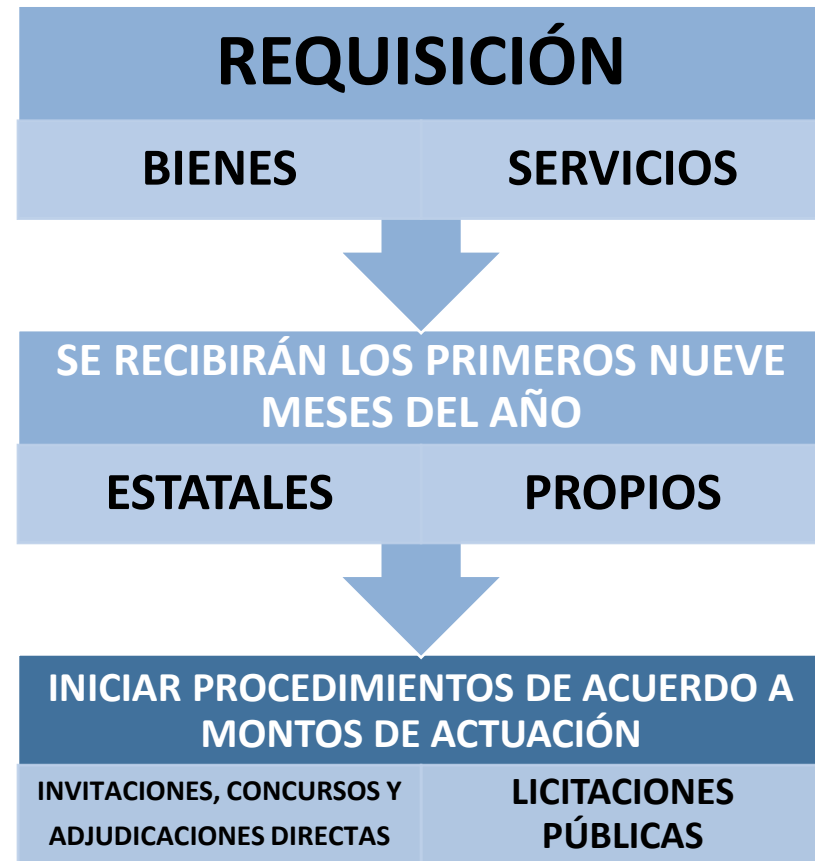 REQUISICIÓN
BIENES
SERVICIOS
SE RECIBIRÁN LOS PRIMEROS NUEVE
MESES DEL AÑO
ESTATALES
PROPIOS
INICIAR PROCEDIMIENTOS DE ACUERDO A
MONTOS DE ACTUACIÓN
INVITACIONES, CONCURSOS Y
ADJUDICACIONES DIRECTAS
LICITACIONES
PÚBLICAS